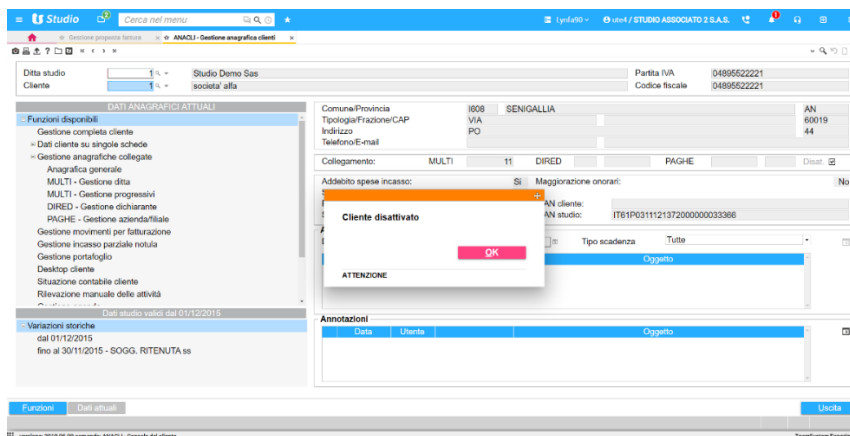 Studio
2
Cerca nel menu
Lynfa90
ute4 / STUDIO ASSOCIATO 2 S.A.S.
Gestione proposta fattura × ANACLI - Gestione anagrafica clienti ×
Ditta studio 1 Studio Demo Sas Partita IVA 04895522221
Cliente 1 societa' alfa Codice fiscale 04895522221
DATI ANAGRAFICI ATTUALI
Funzioni disponibili
Gestione completa cliente
Dati cliente su singole schede
Gestione anagrafiche collegate
Anagrafica generale
MULTI - Gestione ditta
MULTI - Gestione progressivi
DIRED - Gestione dichiarante
PAGHE - Gestione azienda/filiale
Gestione movimenti per fatturazione
Gestione incasso parziale notula
Gestione portafoglio
Desktop cliente
Situazione contabile cliente
Rilevazione manuale delle attività
Dati studio validi dal 01/12/2015
Variazioni storiche
dal 01/12/2015
fino al 30/11/2015 - SOGG. RITENUTA ss
Comune/Provincia I608 SENIGALLIA AN
Tipologia/Frazione/CAP VIA 60019
Indirizzo PO 44
Telefono/E-mail
Collegamento: MULTI 11 DIRED PAGHE Disat.
Addebito spese incasso: Si Maggiorazione onorari: No
AN cliente:
AN studio: IT61P0311121372000000033366
Tipo scadenza Tutte
Oggetto
Cliente disattivato
OK
ATTENZIONE
Annotazioni
Data Utente Oggetto
Funzioni Dati attuali Uscita